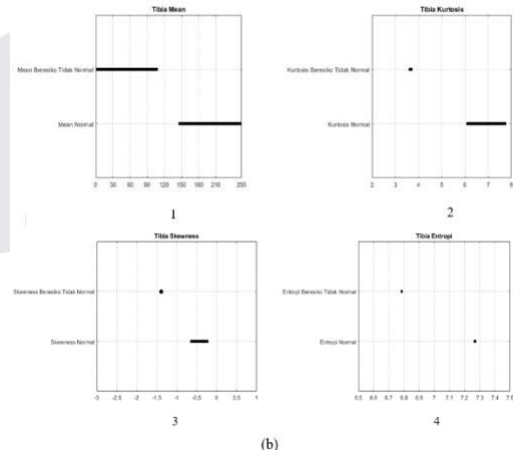 Tibia Mean
Mean Beresiko Tidak Normal
Mean Normal
0 30 60 90 120 150 180 210 255
1
Tibia Kurtosis
Kurtosis Beresiko Tidak Normal
Kurtosis Normal
2 3 4 5 6 7 8
2
Tibia Skewness
Skewness Beresiko Tidak Normal
Skewness Normal
-3 -2.5 -2 -1.5 -1 -0.5 0 0.5 1
3
Tibia Entropi
Entropi Beresiko Tidak Normal
Entropi Normal
6.5 6.6 6.7 6.8 6.9 7 7.1 7.2 7.3 7.4 7.5
4
(b)